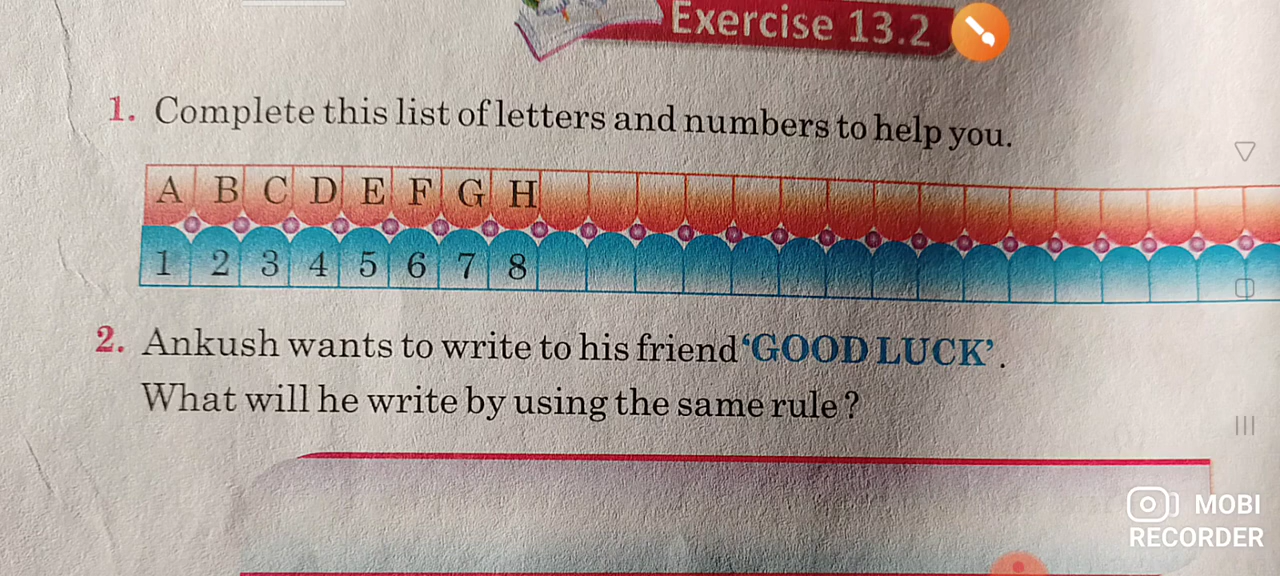 Exercise 13.2
1. Complete this list of letters and numbers to help you.
A B C D E F G H
1 2 3 4 5 6 7 8
2. Ankush wants to write to his friend 'GOOD LUCK'.
What will he write by using the same rule ?
MOBI
RECORDER